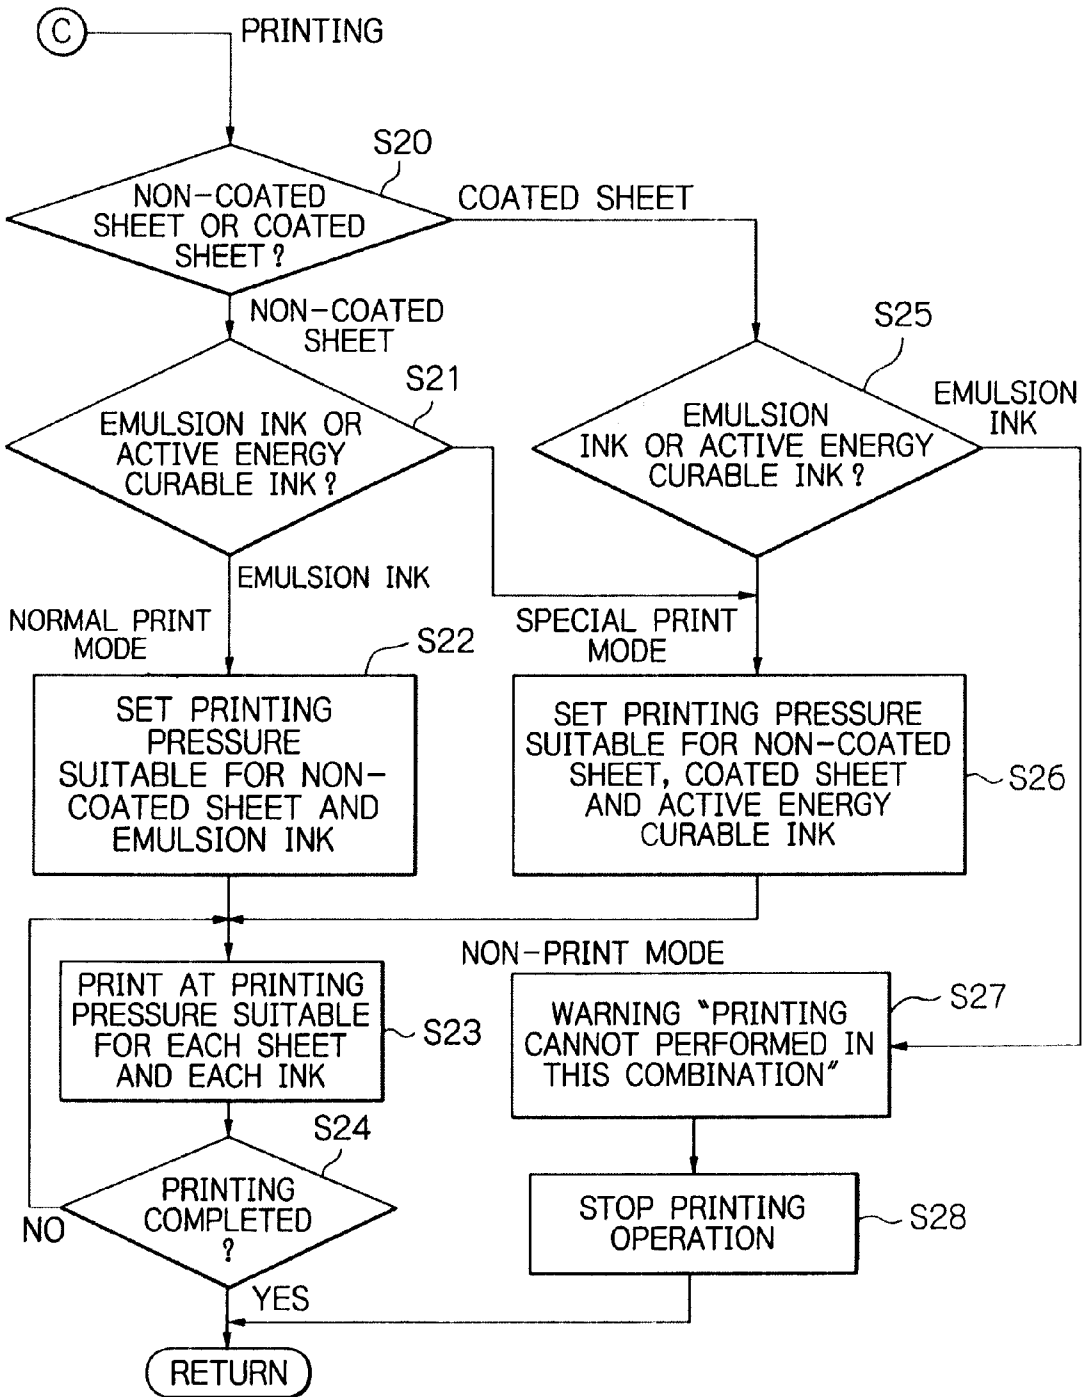 C
PRINTING
S20
NON-COATED
SHEET OR COATED
SHEET?
COATED SHEET
NON-COATED
SHEET
S21
EMULSION INK OR
ACTIVE ENERGY
CURABLE INK?
S25
EMULSION
INK OR ACTIVE ENERGY
CURABLE INK?
EMULSION
INK
EMULSION INK
NORMAL PRINT
MODE
S22
SET PRINTING
PRESSURE
SUITABLE FOR NON-
COATED SHEET AND
EMULSION INK
SPECIAL PRINT
MODE
SET PRINTING PRESSURE
SUITABLE FOR NON-COATED
SHEET, COATED SHEET
AND ACTIVE ENERGY
CURABLE INK
S26
PRINT AT PRINTING
PRESSURE SUITABLE
FOR EACH SHEET
AND EACH INK
S23
NON-PRINT MODE
WARNING "PRINTING
CANNOT PERFORMED IN
THIS COMBINATION"
S27
S24
PRINTING
COMPLETED
?
NO
YES
STOP PRINTING
OPERATION
S28
RETURN